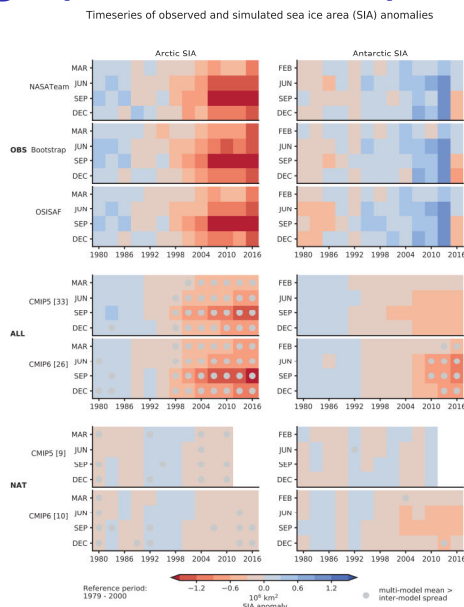 Timeseries of observed and simulated sea ice area (SIA) anomalies
Arctic SIA
Antarctic SIA
OBS
NASATeam
MAR
JUN
SEP
DEC
FEB
JUN
SEP
DEC
Bootstrap
MAR
JUN
SEP
DEC
FEB
JUN
SEP
DEC
OSISAF
MAR
JUN
SEP
DEC
FEB
JUN
SEP
DEC
1980 1986 1992 1998 2004 2010 2016
1980 1986 1992 1998 2004 2010 2016
ALL
CMIP5 [33]
MAR
JUN
SEP
DEC
FEB
JUN
SEP
DEC
CMIP6 [26]
MAR
JUN
SEP
DEC
FEB
JUN
SEP
DEC
1980 1986 1992 1998 2004 2010 2016
1980 1986 1992 1998 2004 2010 2016
NAT
CMIP5 [9]
MAR
JUN
SEP
DEC
FEB
JUN
SEP
DEC
CMIP6 [10]
MAR
JUN
SEP
DEC
FEB
JUN
SEP
DEC
1980 1986 1992 1998 2004 2010 2016
1980 1986 1992 1998 2004 2010 2016
Reference period:
1979 - 2000
−1.2 −0.6 0.0 0.6 1.2
10⁶ km²
SIA anomaly
multi-model mean >
inter-model spread